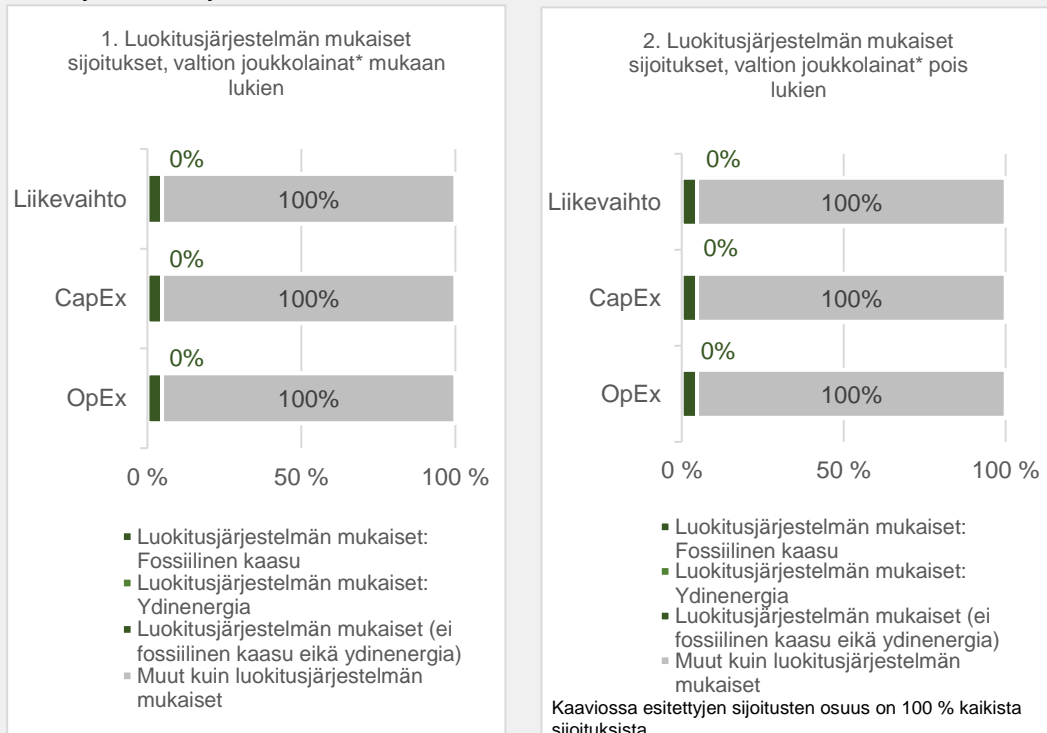 1. Luokitusjärjestelmän mukaiset
sijoitukset, valtion joukkolainat* mukaan
lukien
0%
Liikevaihto 100%
0%
CapEx 100%
0%
OpEx 100%
0 % 50 % 100 %
Luokitusjärjestelmän mukaiset:
Fossiilinen kaasu
Luokitusjärjestelmän mukaiset:
Ydinenergia
Luokitusjärjestelmän mukaiset (ei
fossiilinen kaasu eikä ydinenergia)
Muut kuin luokitusjärjestelmän
mukaiset
2. Luokitusjärjestelmän mukaiset
sijoitukset, valtion joukkolainat* pois
lukien
0%
Liikevaihto 100%
0%
CapEx 100%
0%
OpEx 100%
0 % 50 % 100 %
Luokitusjärjestelmän mukaiset:
Fossiilinen kaasu
Luokitusjärjestelmän mukaiset:
Ydinenergia
Luokitusjärjestelmän mukaiset (ei
fossiilinen kaasu eikä ydinenergia)
Muut kuin luokitusjärjestelmän
mukaiset
Kaaviossa esitettyjen sijoitusten osuus on 100 % kaikista
sijoituksista